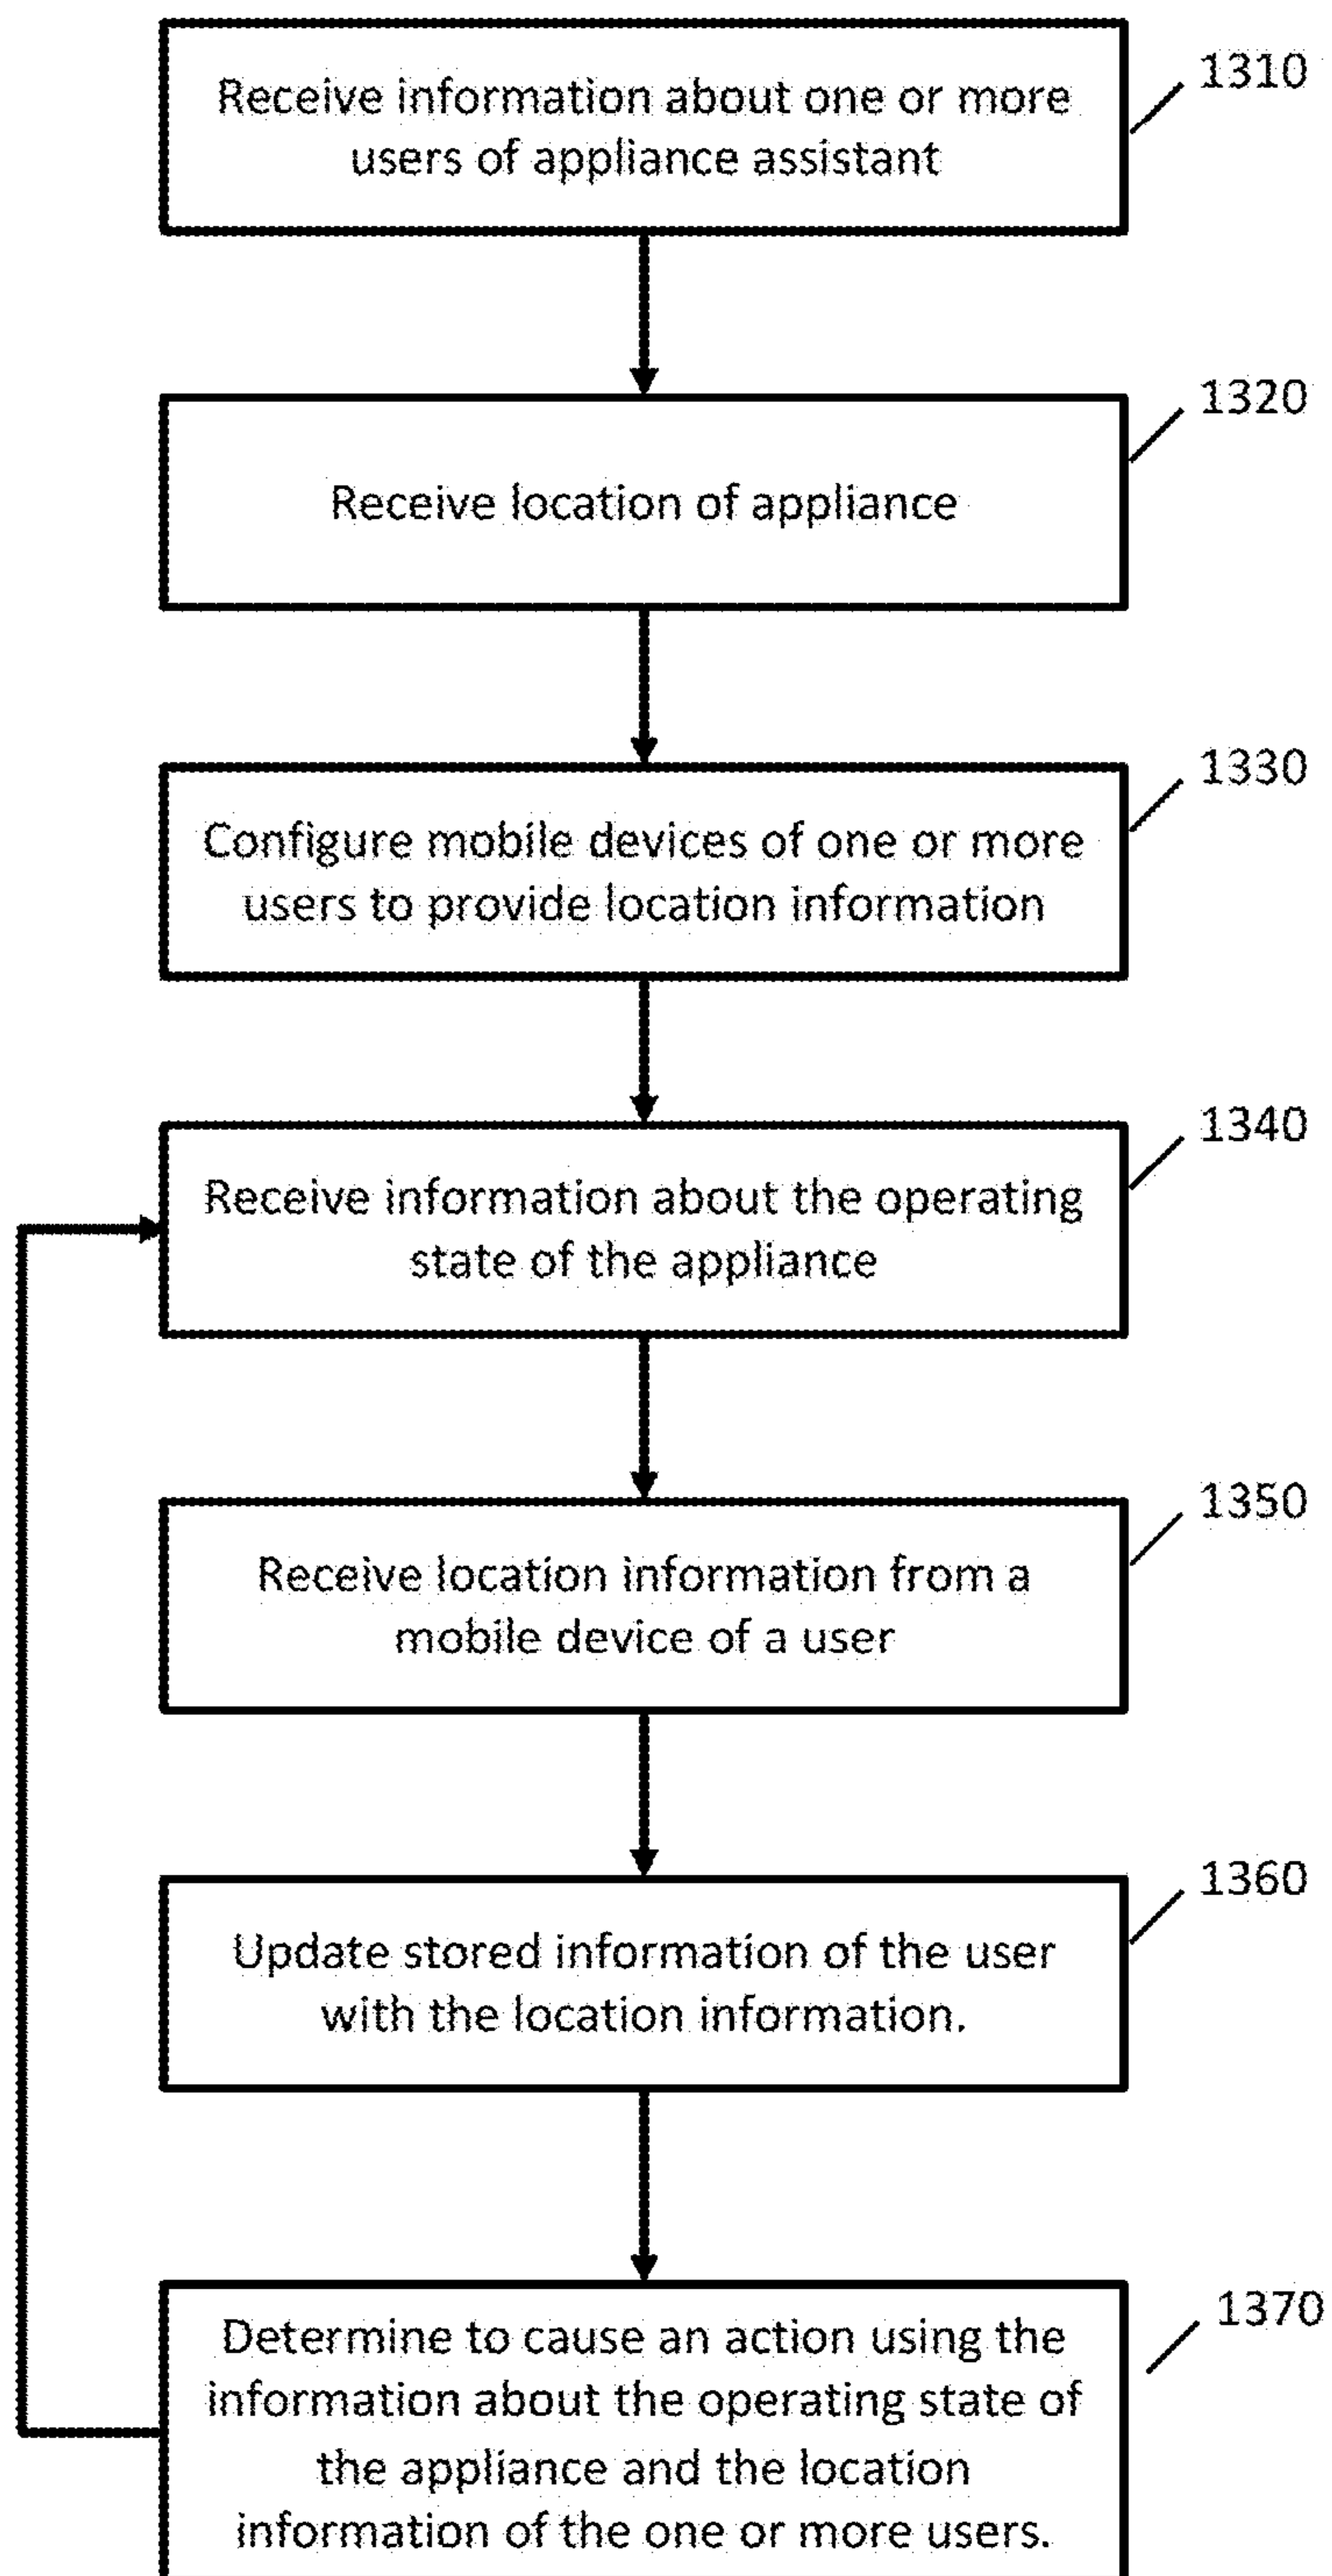 Receive information about one or more
users of appliance assistant
1310
Receive location of appliance
1320
Configure mobile devices of one or more
users to provide location information
1330
Receive information about the operating
state of the appliance
1340
Receive location information from a
mobile device of a user
1350
Update stored information of the user
with the location information.
1360
Determine to cause an action using the
information about the operating state of
the appliance and the location
information of the one or more users.
1370